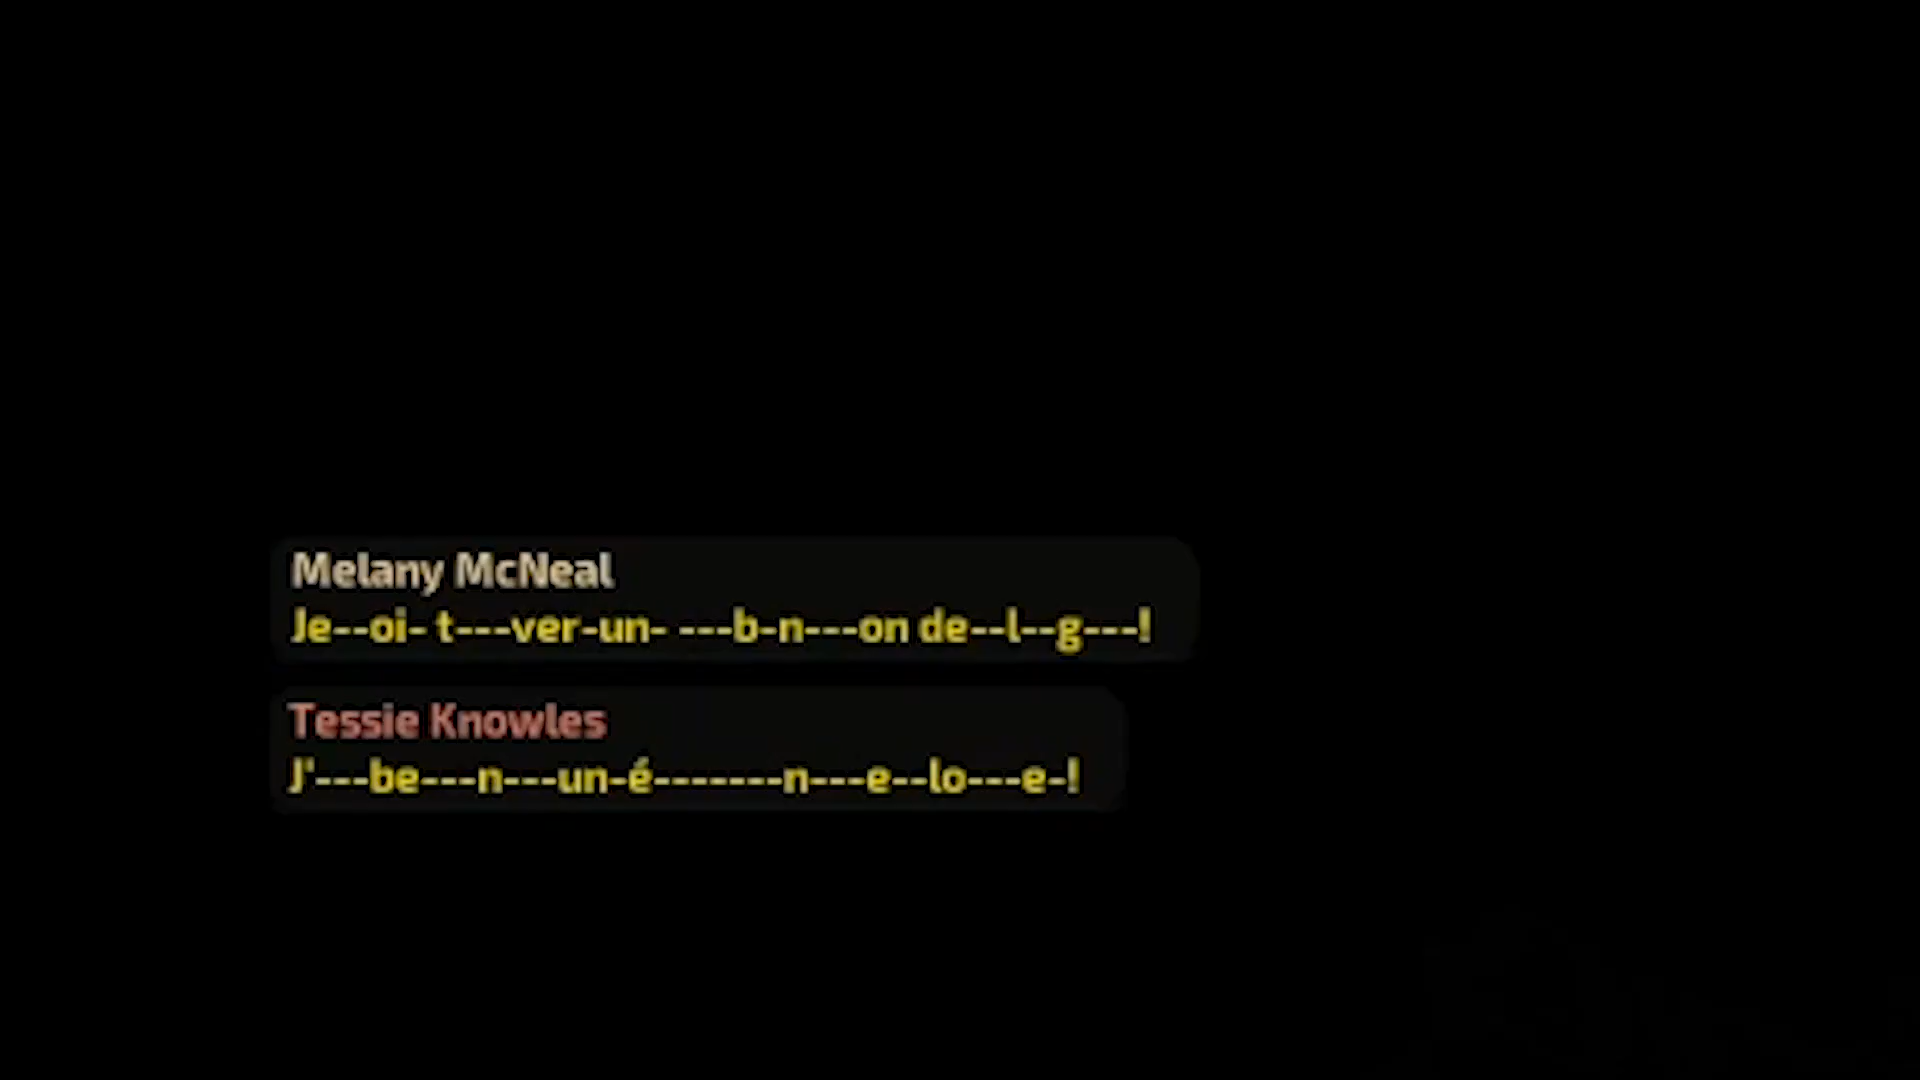 Melany McNeal
Je--oi- t---ver-un- ---b-n---on de--l--g---!
Tessie Knowles
J'---be---n---un-é-------n---e--lo---e-!